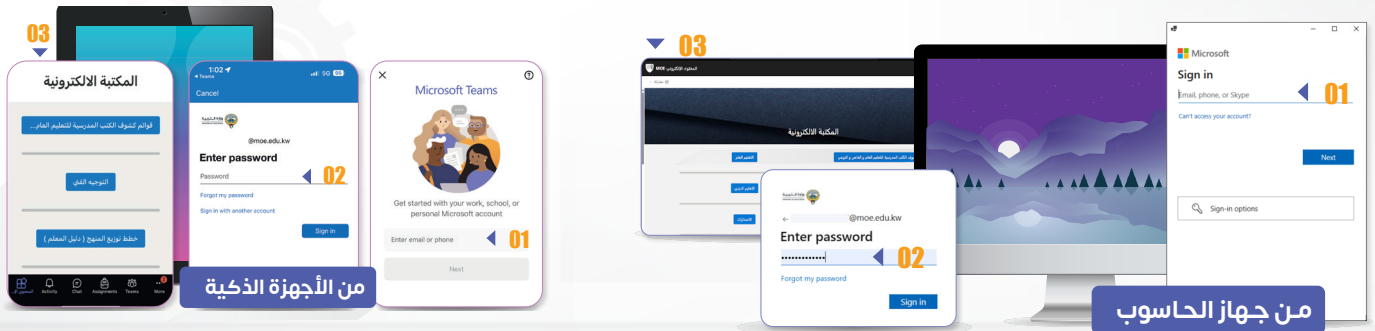 Microsoft
Sign in
Email, phone, or Skype
01
Can't access your account?
Next
Sign-in options
@moe.edu.kw
Enter password
02
Forgot my password
Sign in
03
المكتبة الالكترونية
التعليم العام
من جهاز الحاسوب
Microsoft Teams
Get started with your work, school, or
personal Microsoft account
Enter email or phone
01
Next
1:02
Teams
5G
Cancel
@moe.edu.kw
Enter password
Password
02
Forgot my password
Sign in with another account
Sign in
03
المكتبة الالكترونية
قوائم كشوف الكتب المدرسية للتعليم العام...
التوجيه الفني
خطط توزيع المنهج ( دليل المعلم )
Activity
Chat
Assignments
Teams
More
من الأجهزة الذكية